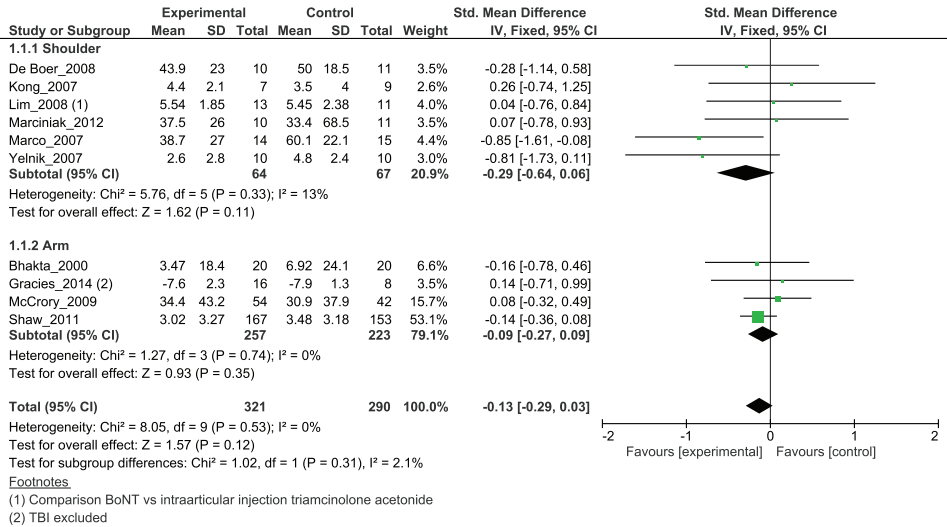 Experimental Control Std. Mean Difference Std. Mean Difference
Study or Subgroup Mean SD Total Mean SD Total Weight IV, Fixed, 95% CI IV, Fixed, 95% CI
1.1.1 Shoulder
De Boer_2008 43.9 23 10 50 18.5 11 3.5% -0.28 [-1.14, 0.58]
Kong_2007 4.4 2.1 7 3.5 4 9 2.6% 0.26 [-0.74, 1.25]
Lim_2008 (1) 5.54 1.85 13 5.45 2.38 11 4.0% 0.04 [-0.76, 0.84]
Marciniak_2012 37.5 26 10 33.4 68.5 11 3.5% 0.07 [-0.78, 0.93]
Marco_2007 38.7 27 14 60.1 22.1 15 4.4% -0.85 [-1.61, -0.08]
Yelnik_2007 2.6 2.8 10 4.8 2.4 10 3.0% -0.81 [-1.73, 0.11]
Subtotal (95% CI) 64 67 20.9% -0.29 [-0.64, 0.06]
Heterogeneity: Chi² = 5.76, df = 5 (P = 0.33); I² = 13%
Test for overall effect: Z = 1.62 (P = 0.11)
1.1.2 Arm
Bhakta_2000 3.47 18.4 20 6.92 24.1 20 6.6% -0.16 [-0.78, 0.46]
Gracies_2014 (2) -7.6 2.3 16 -7.9 1.3 8 3.5% 0.14 [-0.71, 0.99]
McCrory_2009 34.4 43.2 54 30.9 37.9 42 15.7% 0.08 [-0.32, 0.49]
Shaw_2011 3.02 3.27 167 3.48 3.18 153 53.1% -0.14 [-0.36, 0.08]
Subtotal (95% CI) 257 223 79.1% -0.09 [-0.27, 0.09]
Heterogeneity: Chi² = 1.27, df = 3 (P = 0.74); I² = 0%
Test for overall effect: Z = 0.93 (P = 0.35)
Total (95% CI) 321 290 100.0% -0.13 [-0.29, 0.03]
Heterogeneity: Chi² = 8.05, df = 9 (P = 0.53); I² = 0%
Test for overall effect: Z = 1.57 (P = 0.12)
Test for subgroup differences: Chi² = 1.02, df = 1 (P = 0.31), I² = 2.1%
-2 -1 0 1 2
Favours [experimental] Favours [control]
Footnotes
(1) Comparison BoNT vs intraarticular injection triamcinolone acetonide
(2) TBI excluded